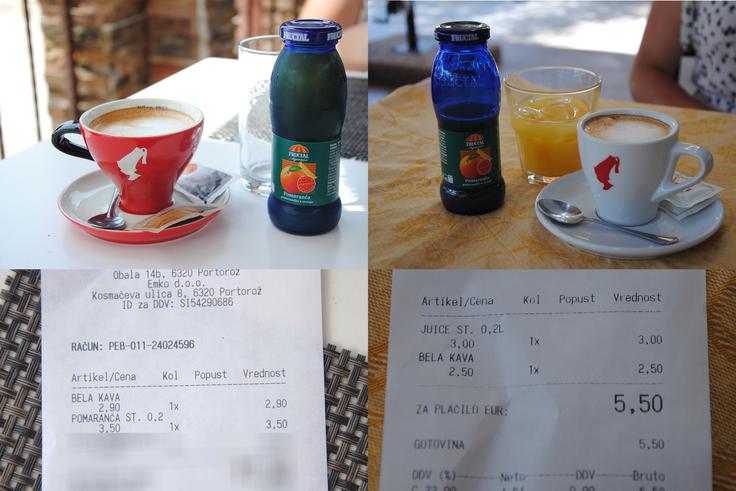 FRUCTAL
FRUCTAL
Pomaranča
FRUCTAL
FRUCTAL
Obala 14b, 6320 Portorož
Emko d.o.o.
Kosmačeva ulica 8, 6320 Portorož
ID za DDV: SI54290686
RAČUN: PEB-011-24024596
Artikel/Cena Kol Popust Vrednost
BELA KAVA
2,90 1x 2,90
POMARANČA ST. 0,2
3,50 1x 3,50
Artikel/Cena Kol Popust Vrednost
JUICE ST. 0,2L
3,00 1x 3,00
BELA KAVA
2,50 1x 2,50
ZA PLAČILO EUR: 5,50
GOTOVINA 5,50
DDV (%) Neto DDV Bruto